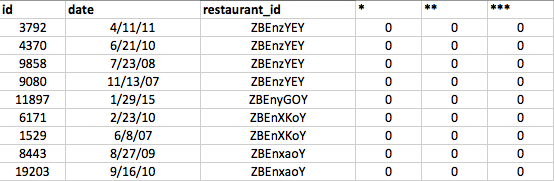 id date restaurant_id * ** ***
3792 4/11/11 ZBEnzYEY 0 0 0
4370 6/21/10 ZBEnzYEY 0 0 0
9858 7/23/08 ZBEnzYEY 0 0 0
9080 11/13/07 ZBEnzYEY 0 0 0
11897 1/29/15 ZBEnyGOY 0 0 0
6171 2/23/10 ZBEnXKoY 0 0 0
1529 6/8/07 ZBEnXKoY 0 0 0
8443 8/27/09 ZBEnxaoY 0 0 0
19203 9/16/10 ZBEnxaoY 0 0 0